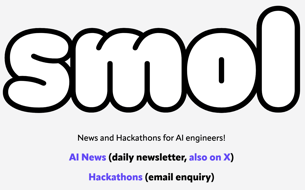 smol
News and Hackathons for AI engineers!
AI News (daily newsletter, also on X)
Hackathons (email enquiry)